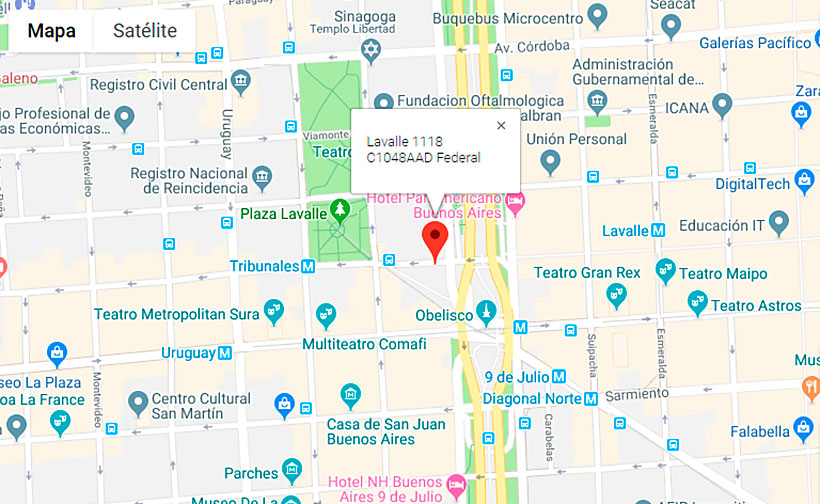 Mapa
Satélite
Sinagoga
Templo Libertad
Buquebus Microcentro
Seacat
Av. Córdoba
Galerías Pacífico
Galeno
Registro Civil Central
Administración
Gubernamental de...
jo Profesional de
as Económicas...
Fundacion Oftalmologica
albran
ICANA
Zara
Esmeralda
Uruguay
Viamonte
Teatro
Lavalle 1118
C1048AAD Federal
Unión Personal
Montevideo
Registro Nacional
de Reincidencia
DigitalTech
Hotel Panamericano
Buenos Aires
Plaza Lavalle
Lavalle
Educación IT
Tribunales
Teatro Gran Rex
Teatro Maipo
Teatro Metropolitan Sura
Obelisco
Teatro Astros
Multiteatro Comafi
Uruguay
Suipacha
Esmeralda
useo La Plaza
oa La France
Montevideo
9 de Julio
Diagonal Norte
Sarmiento
Mus
Centro Cultural
San Martín
Casa de San Juan
Buenos Aires
Carabelas
Falabella
Parches
Hotel NH Buenos
Aires 9 de Julio
Museo De La